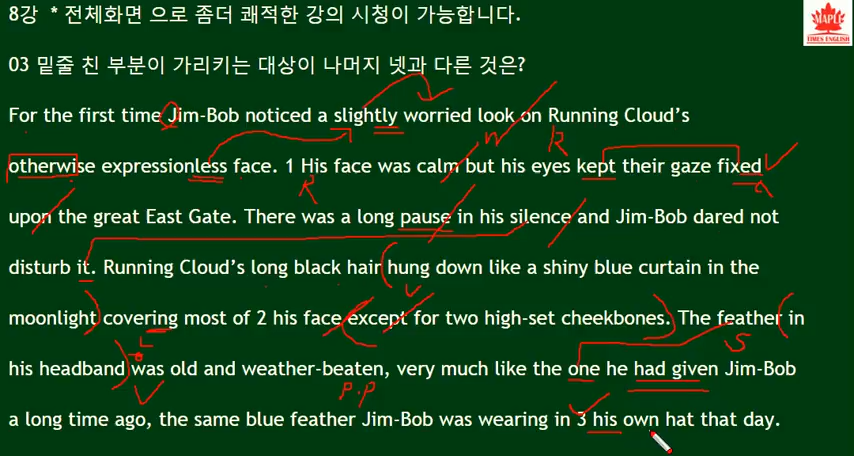 8강 * 전체화면 으로 좀더 쾌적한 강의 시청이 가능합니다.
MAPLE
TIMES ENGLISH
03 밑줄 친 부분이 가리키는 대상이 나머지 넷과 다른 것은?
For the first time Jim-Bob noticed a slightly worried look on Running Cloud's
otherwise expressionless face. 1 His face was calm but his eyes kept their gaze fixed
upon the great East Gate. There was a long pause in his silence and Jim-Bob dared not
disturb it. Running Cloud's long black hair hung down like a shiny blue curtain in the
moonlight covering most of 2 his face except for two high-set cheekbones. The feather in
his headband was old and weather-beaten, very much like the one he had given Jim-Bob
P.P
a long time ago, the same blue feather Jim-Bob was wearing in 3 his own hat that day.